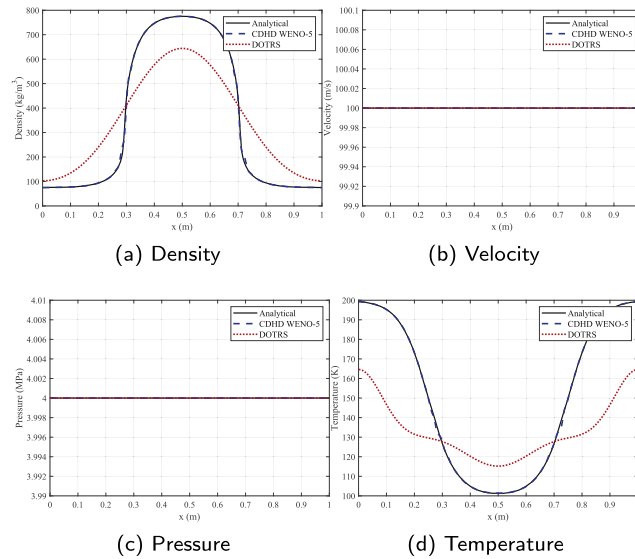 800
700
600
500
400
300
200
100
0
Density (kg/m³)
Analytical
CDHD WENO-5
DOTRS
0 0.1 0.2 0.3 0.4 0.5 0.6 0.7 0.8 0.9 1
x (m)
(a) Density
100.1
100.08
100.06
100.04
100.02
100
99.98
99.96
99.94
99.92
99.9
Velocity (m/s)
Analytical
CDHD WENO-5
DOTRS
0 0.1 0.2 0.3 0.4 0.5 0.6 0.7 0.8 0.9
x (m)
(b) Velocity
4.01
4.008
4.006
4.004
4.002
4
3.998
3.996
3.994
3.992
3.99
Pressure (MPa)
Analytical
CDHD WENO-5
DOTRS
0 0.1 0.2 0.3 0.4 0.5 0.6 0.7 0.8 0.9 1
x (m)
(c) Pressure
200
190
180
170
160
150
140
130
120
110
100
Temperature (K)
Analytical
CDHD WENO-5
DOTRS
0 0.1 0.2 0.3 0.4 0.5 0.6 0.7 0.8 0.9
x (m)
(d) Temperature